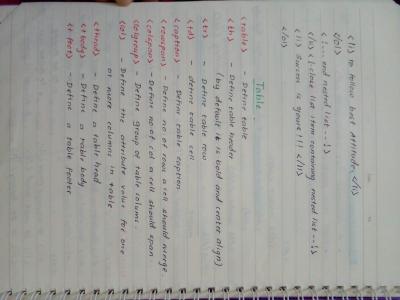 <li> to follow best Attitude </li>
</ol>
<!-- end nested list --!>
</li> <!-- close list item containing nested list --!>
<li> Success is yours !!! </li>
</ol>
Table
<table> - Define table
<th> - Define table header
(by default it is bold and center align)
<tr> - Define table row
<td> - define table cell
<caption> - Define table caption
<rowspan> - Define no of rows a cell should merge
<colspan> - Define no of col a cell should span
<colgroup> - Define group of table colums.
<col> - Define the attribute value for one
or more columns in table
<thead> - Define a table head
<tbody> - Define a table body
<tfoot> - Define a table footer